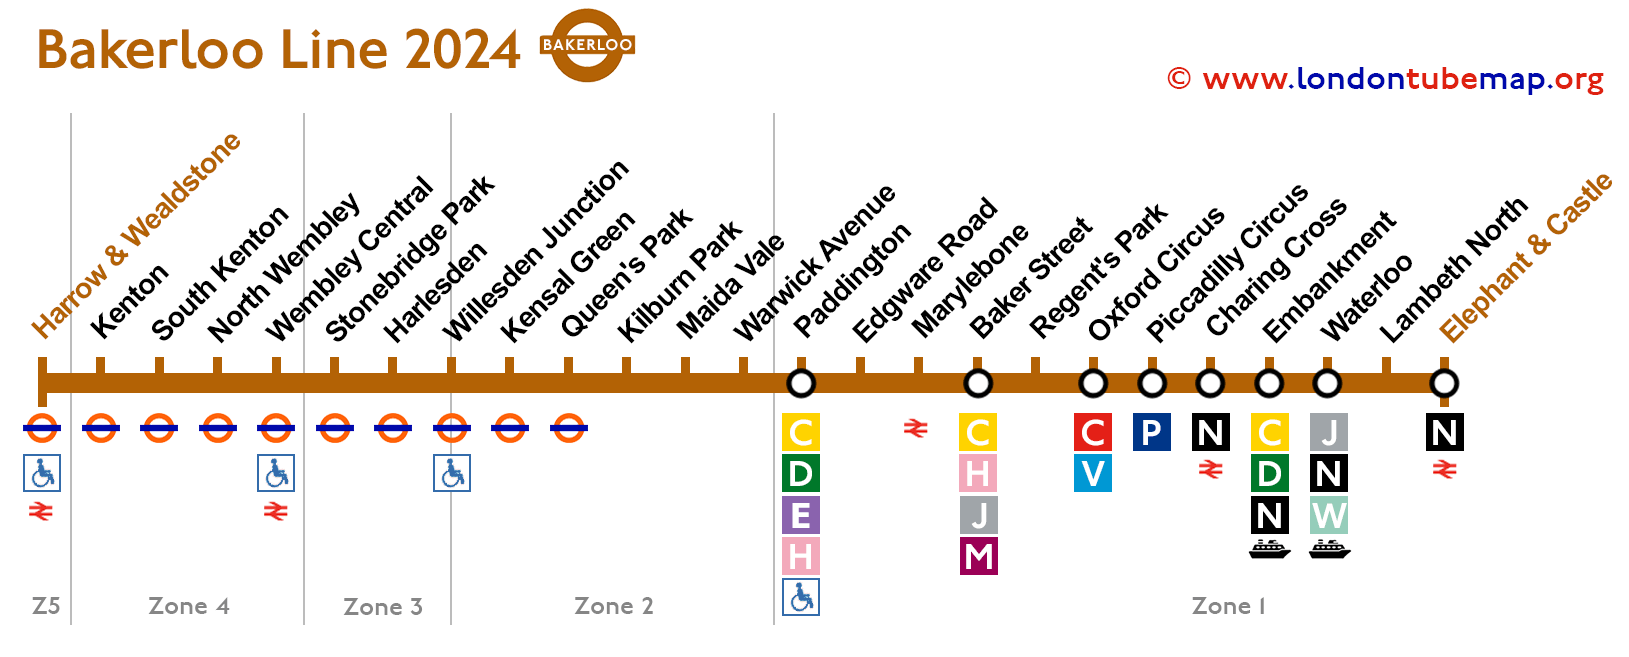 Bakerloo Line 2024
BAKERLOO
© www.londontubemap.org
Harrow & Wealdstone
Kenton
South Kenton
North Wembley
Wembley Central
Stonebridge Park
Harlesden
Willesden Junction
Kensal Green
Queen's Park
Kilburn Park
Maida Vale
Warwick Avenue
Paddington
Edgware Road
Marylebone
Baker Street
Regent's Park
Oxford Circus
Piccadilly Circus
Charing Cross
Embankment
Waterloo
Lambeth North
Elephant & Castle
C
D
E
H
C
H
J
M
C
V
P
N
C
D
N
J
N
W
N
Z5
Zone 4
Zone 3
Zone 2
Zone 1